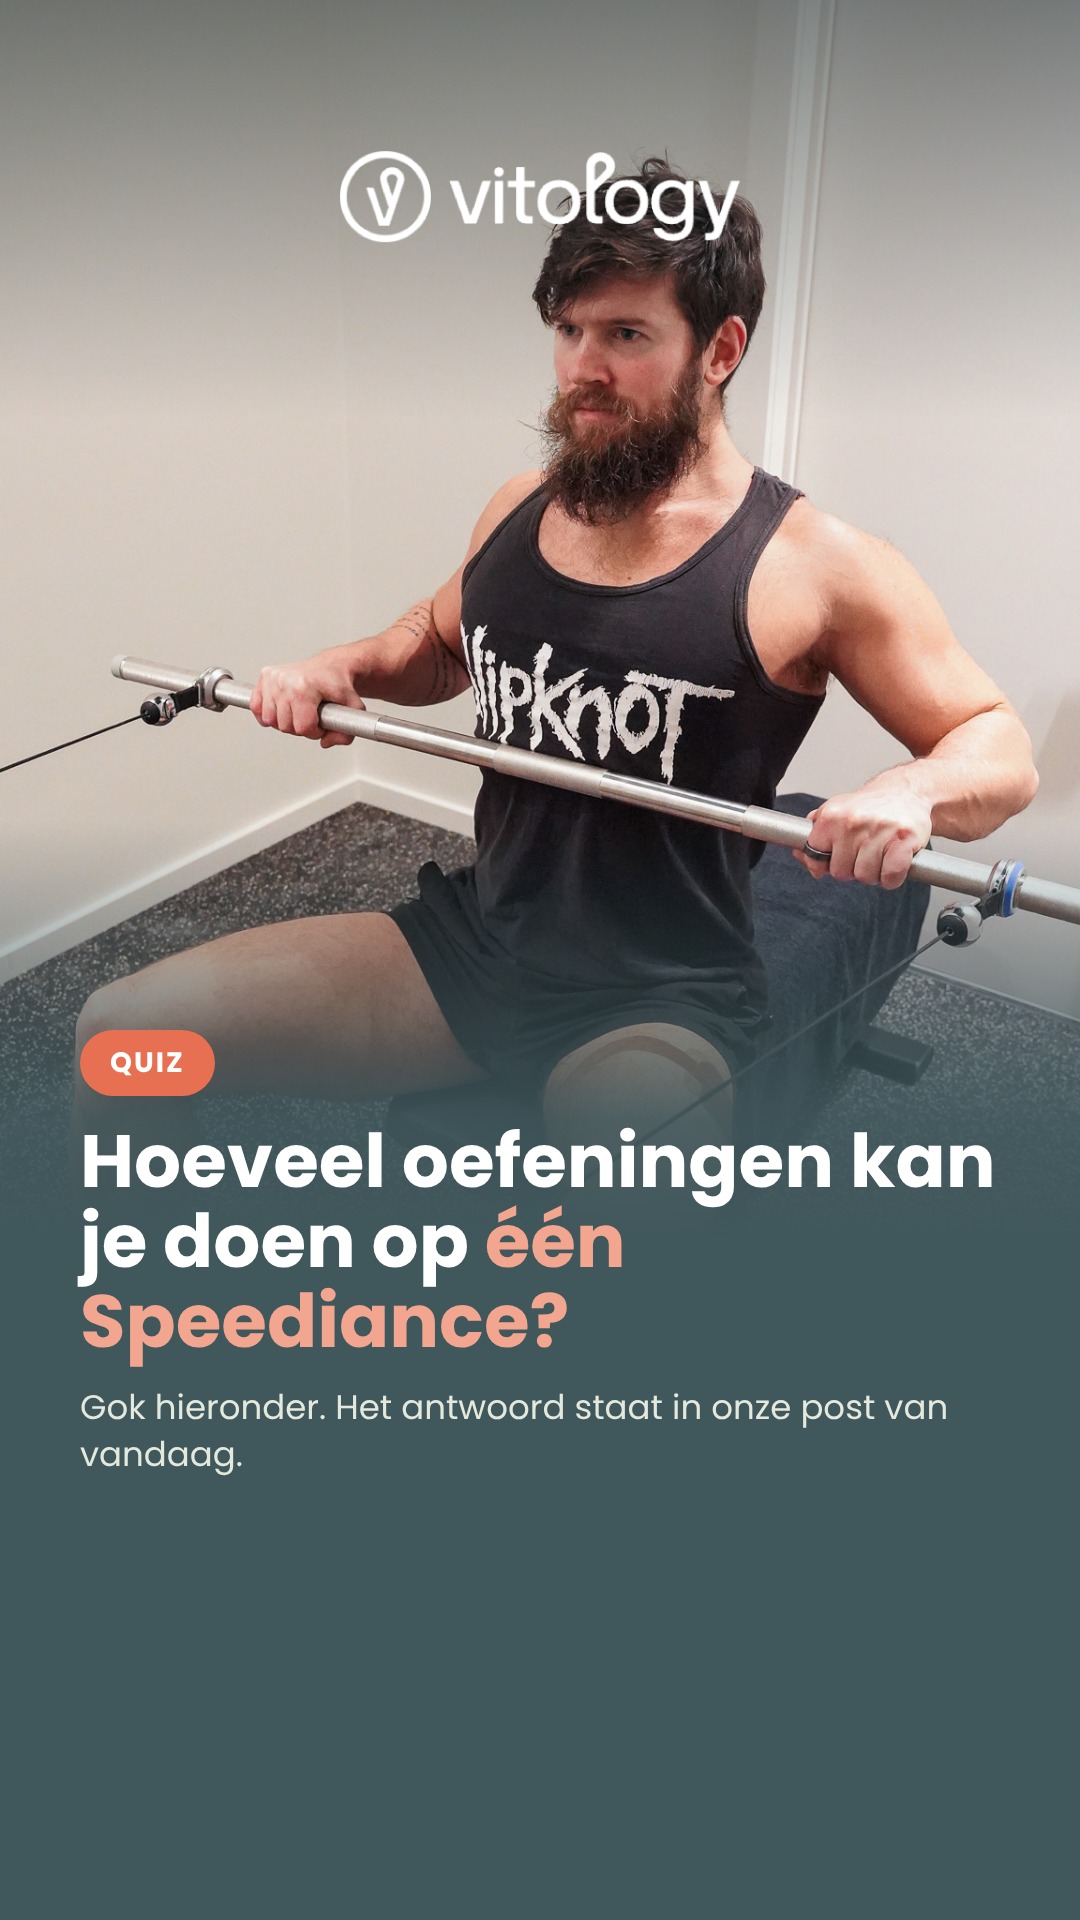 vitology
slipknot
QUIZ
Hoeveel oefeningen kan
je doen op één
Speediance?
Gok hieronder. Het antwoord staat in onze post van
vandaag.